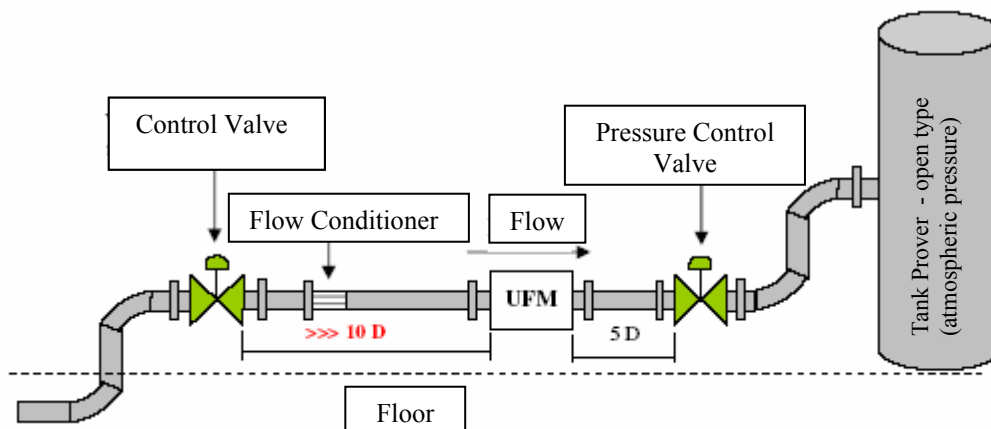 Control Valve
Pressure Control
Valve
Flow Conditioner
Flow
UFM
>>> 10 D
5 D
Floor
Tank Prover - open type
(atmospheric pressure)